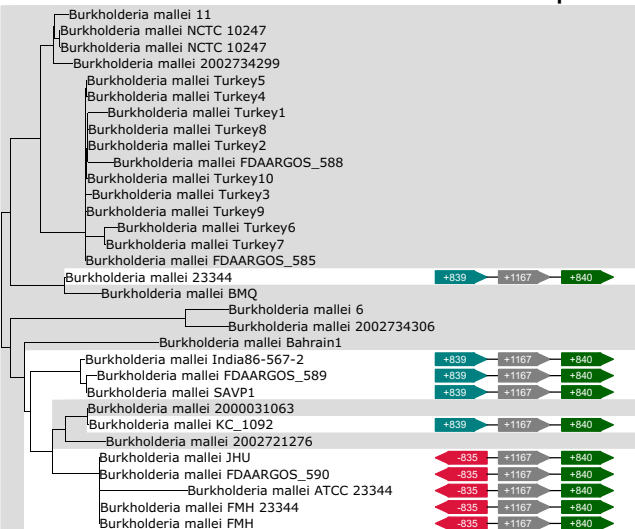 Burkholderia mallei 11
Burkholderia mallei NCTC 10247
Burkholderia mallei NCTC 10247
Burkholderia mallei 2002734299
Burkholderia mallei Turkey5
Burkholderia mallei Turkey4
Burkholderia mallei Turkey1
Burkholderia mallei Turkey8
Burkholderia mallei Turkey2
Burkholderia mallei FDAARGOS_588
Burkholderia mallei Turkey10
Burkholderia mallei Turkey3
Burkholderia mallei Turkey9
Burkholderia mallei Turkey6
Burkholderia mallei Turkey7
Burkholderia mallei FDAARGOS_585
Burkholderia mallei 23344 +839 +1167 +840
Burkholderia mallei BMQ
Burkholderia mallei 6
Burkholderia mallei 2002734306
Burkholderia mallei Bahrain1
Burkholderia mallei India86-567-2 +839 +1167 +840
Burkholderia mallei FDAARGOS_589 +839 +1167 +840
Burkholderia mallei SAVP1 +839 +1167 +840
Burkholderia mallei 2000031063
Burkholderia mallei KC_1092 +839 +1167 +840
Burkholderia mallei 2002721276
Burkholderia mallei JHU -835 +1167 +840
Burkholderia mallei FDAARGOS_590 -835 +1167 +840
Burkholderia mallei ATCC 23344 -835 +1167 +840
Burkholderia mallei FMH 23344 -835 +1167 +840
Burkholderia mallei FMH -835 +1167 +840